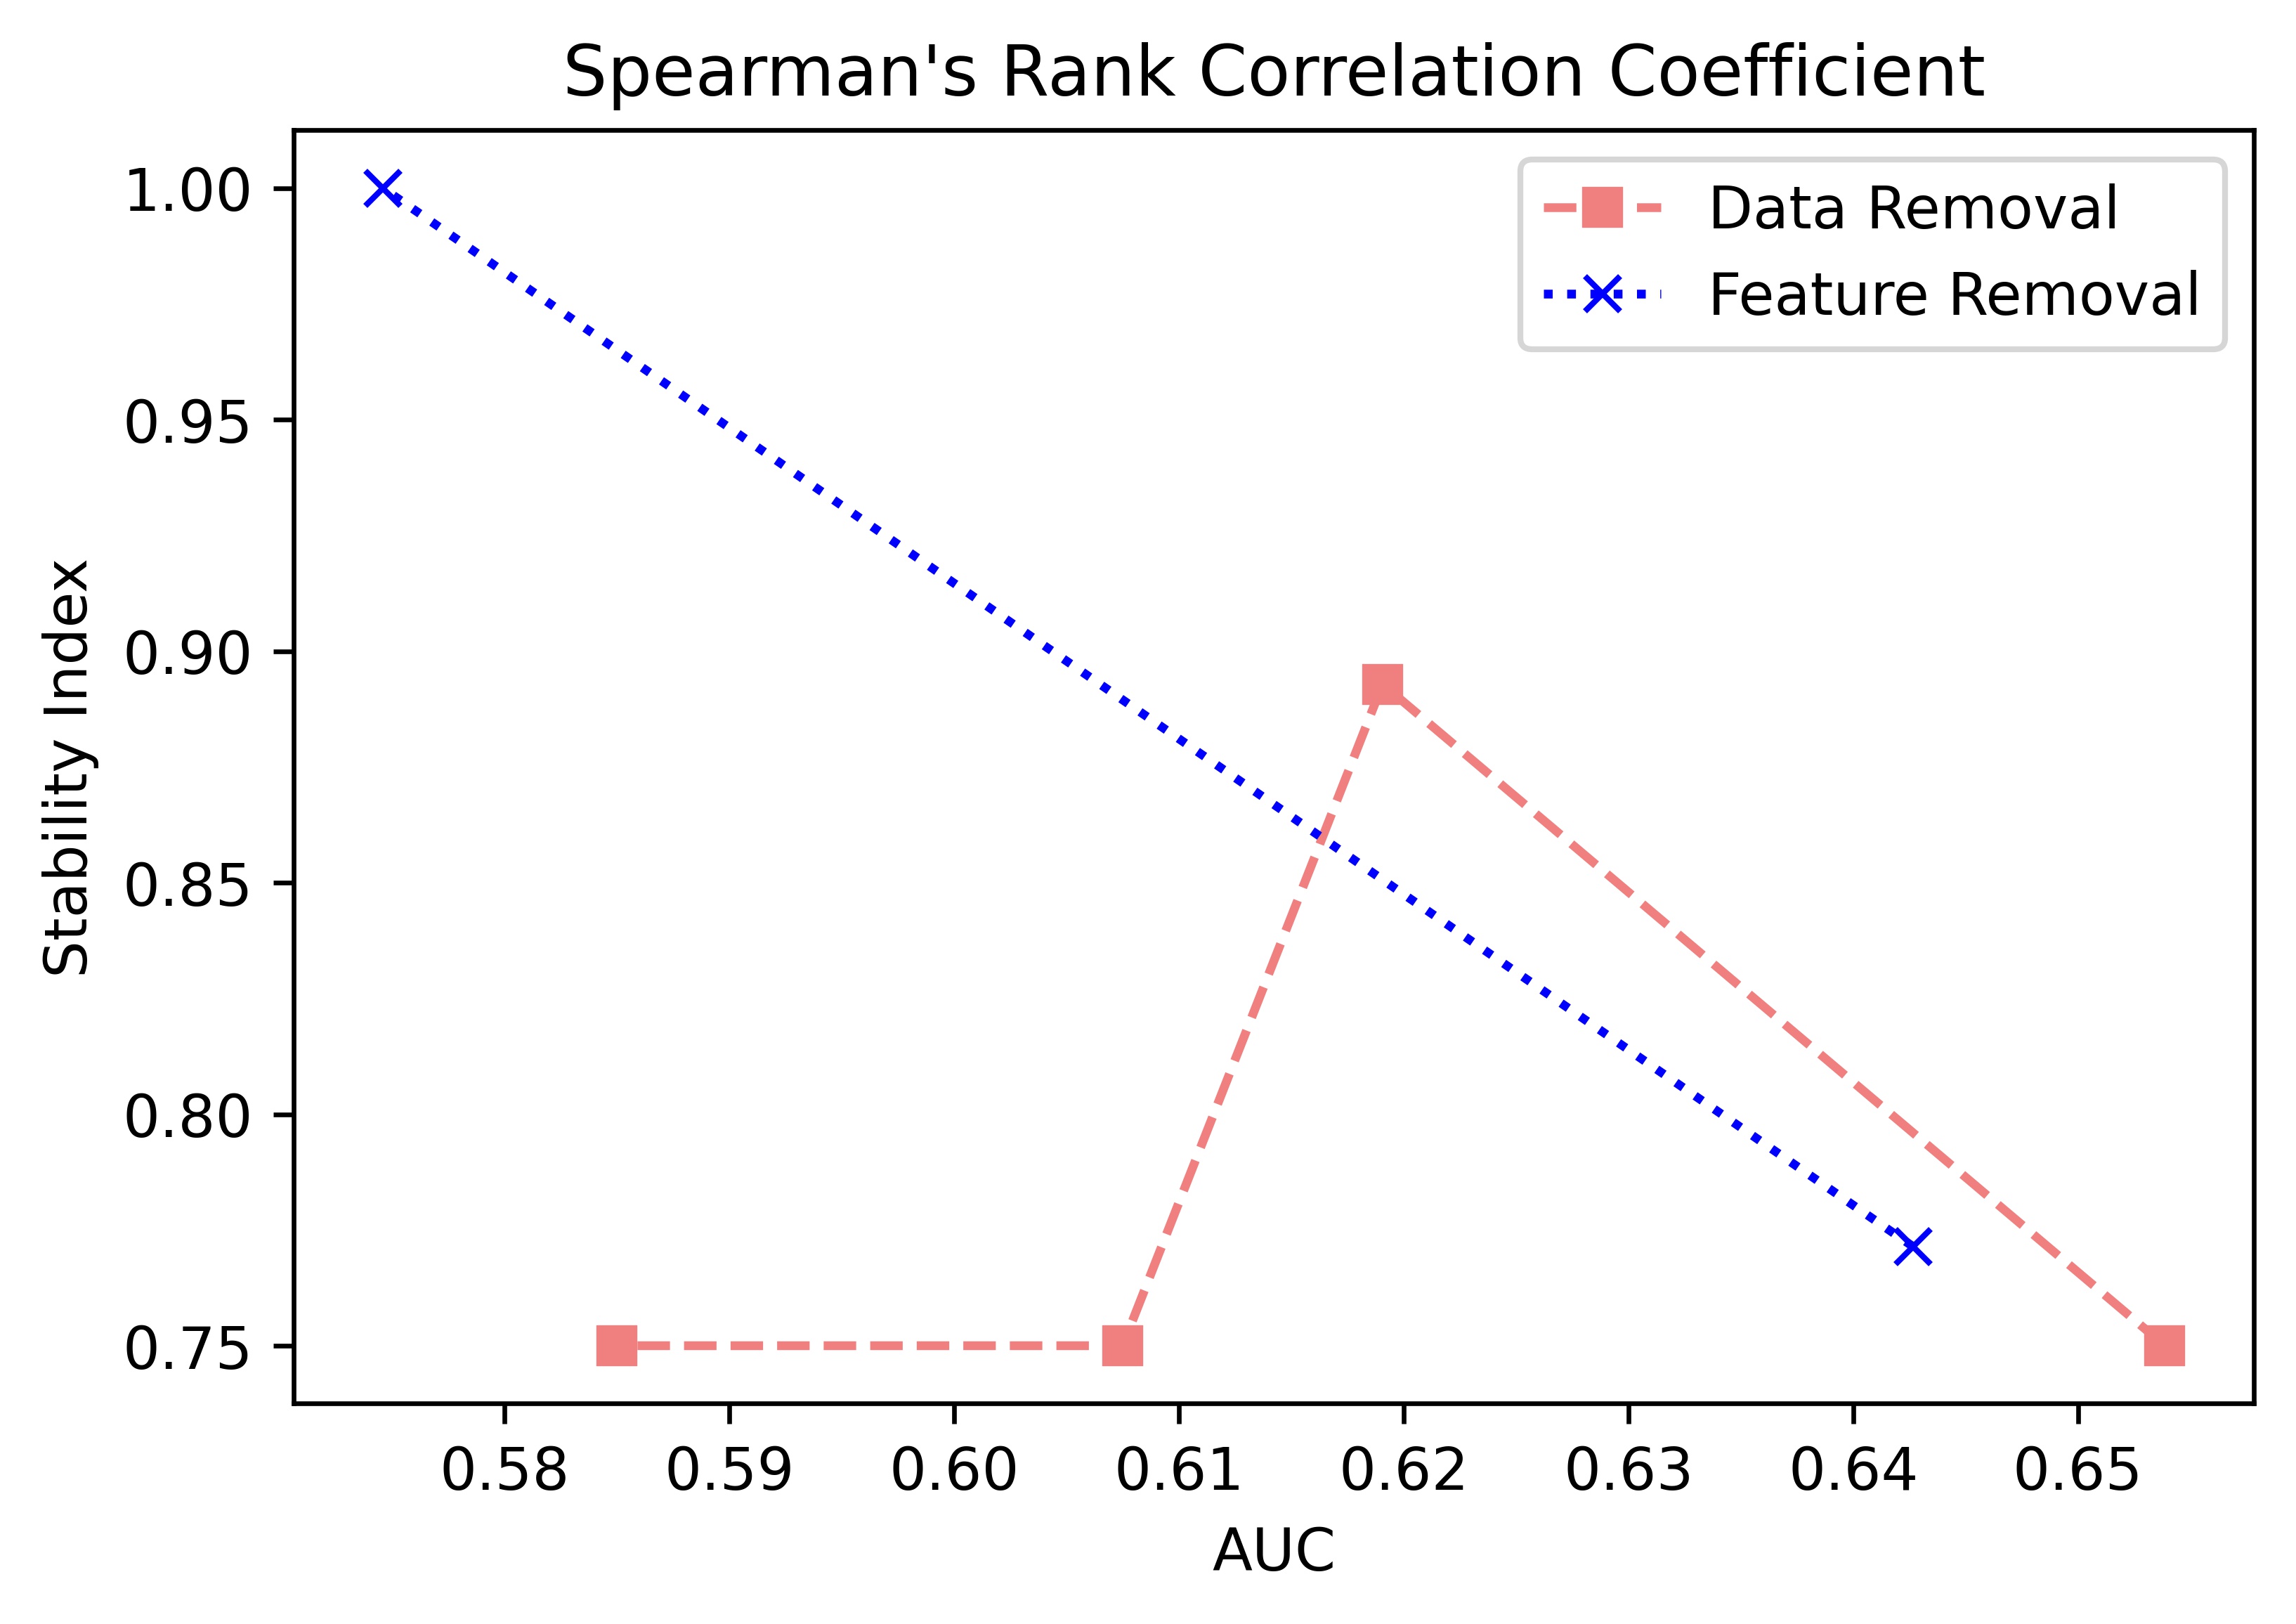 Spearman's Rank Correlation Coefficient
Data Removal
Feature Removal
1.00
0.95
0.90
0.85
0.80
0.75
Stability Index
0.58 0.59 0.60 0.61 0.62 0.63 0.64 0.65
AUC